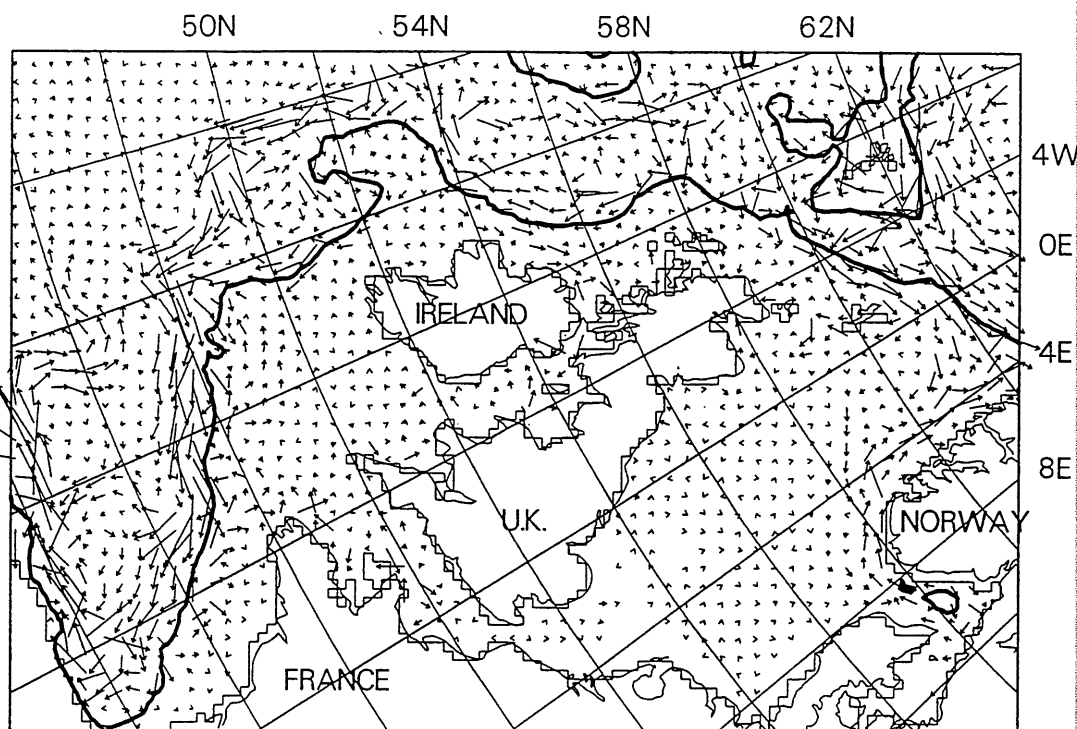 50N 54N 58N 62N
4W
0E
IRELAND
4E
8E
U.K.
NORWAY
FRANCE